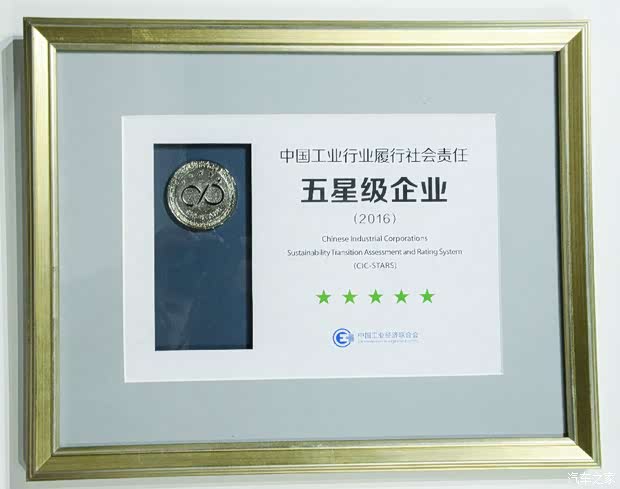 中国工业行业履行社会责任
五星级企业
(2016)
Chinese Industrial Corporations
Sustainability Transition Assessment and Rating System
(CIC-STARS)
中国工业经济联合会
汽车之家